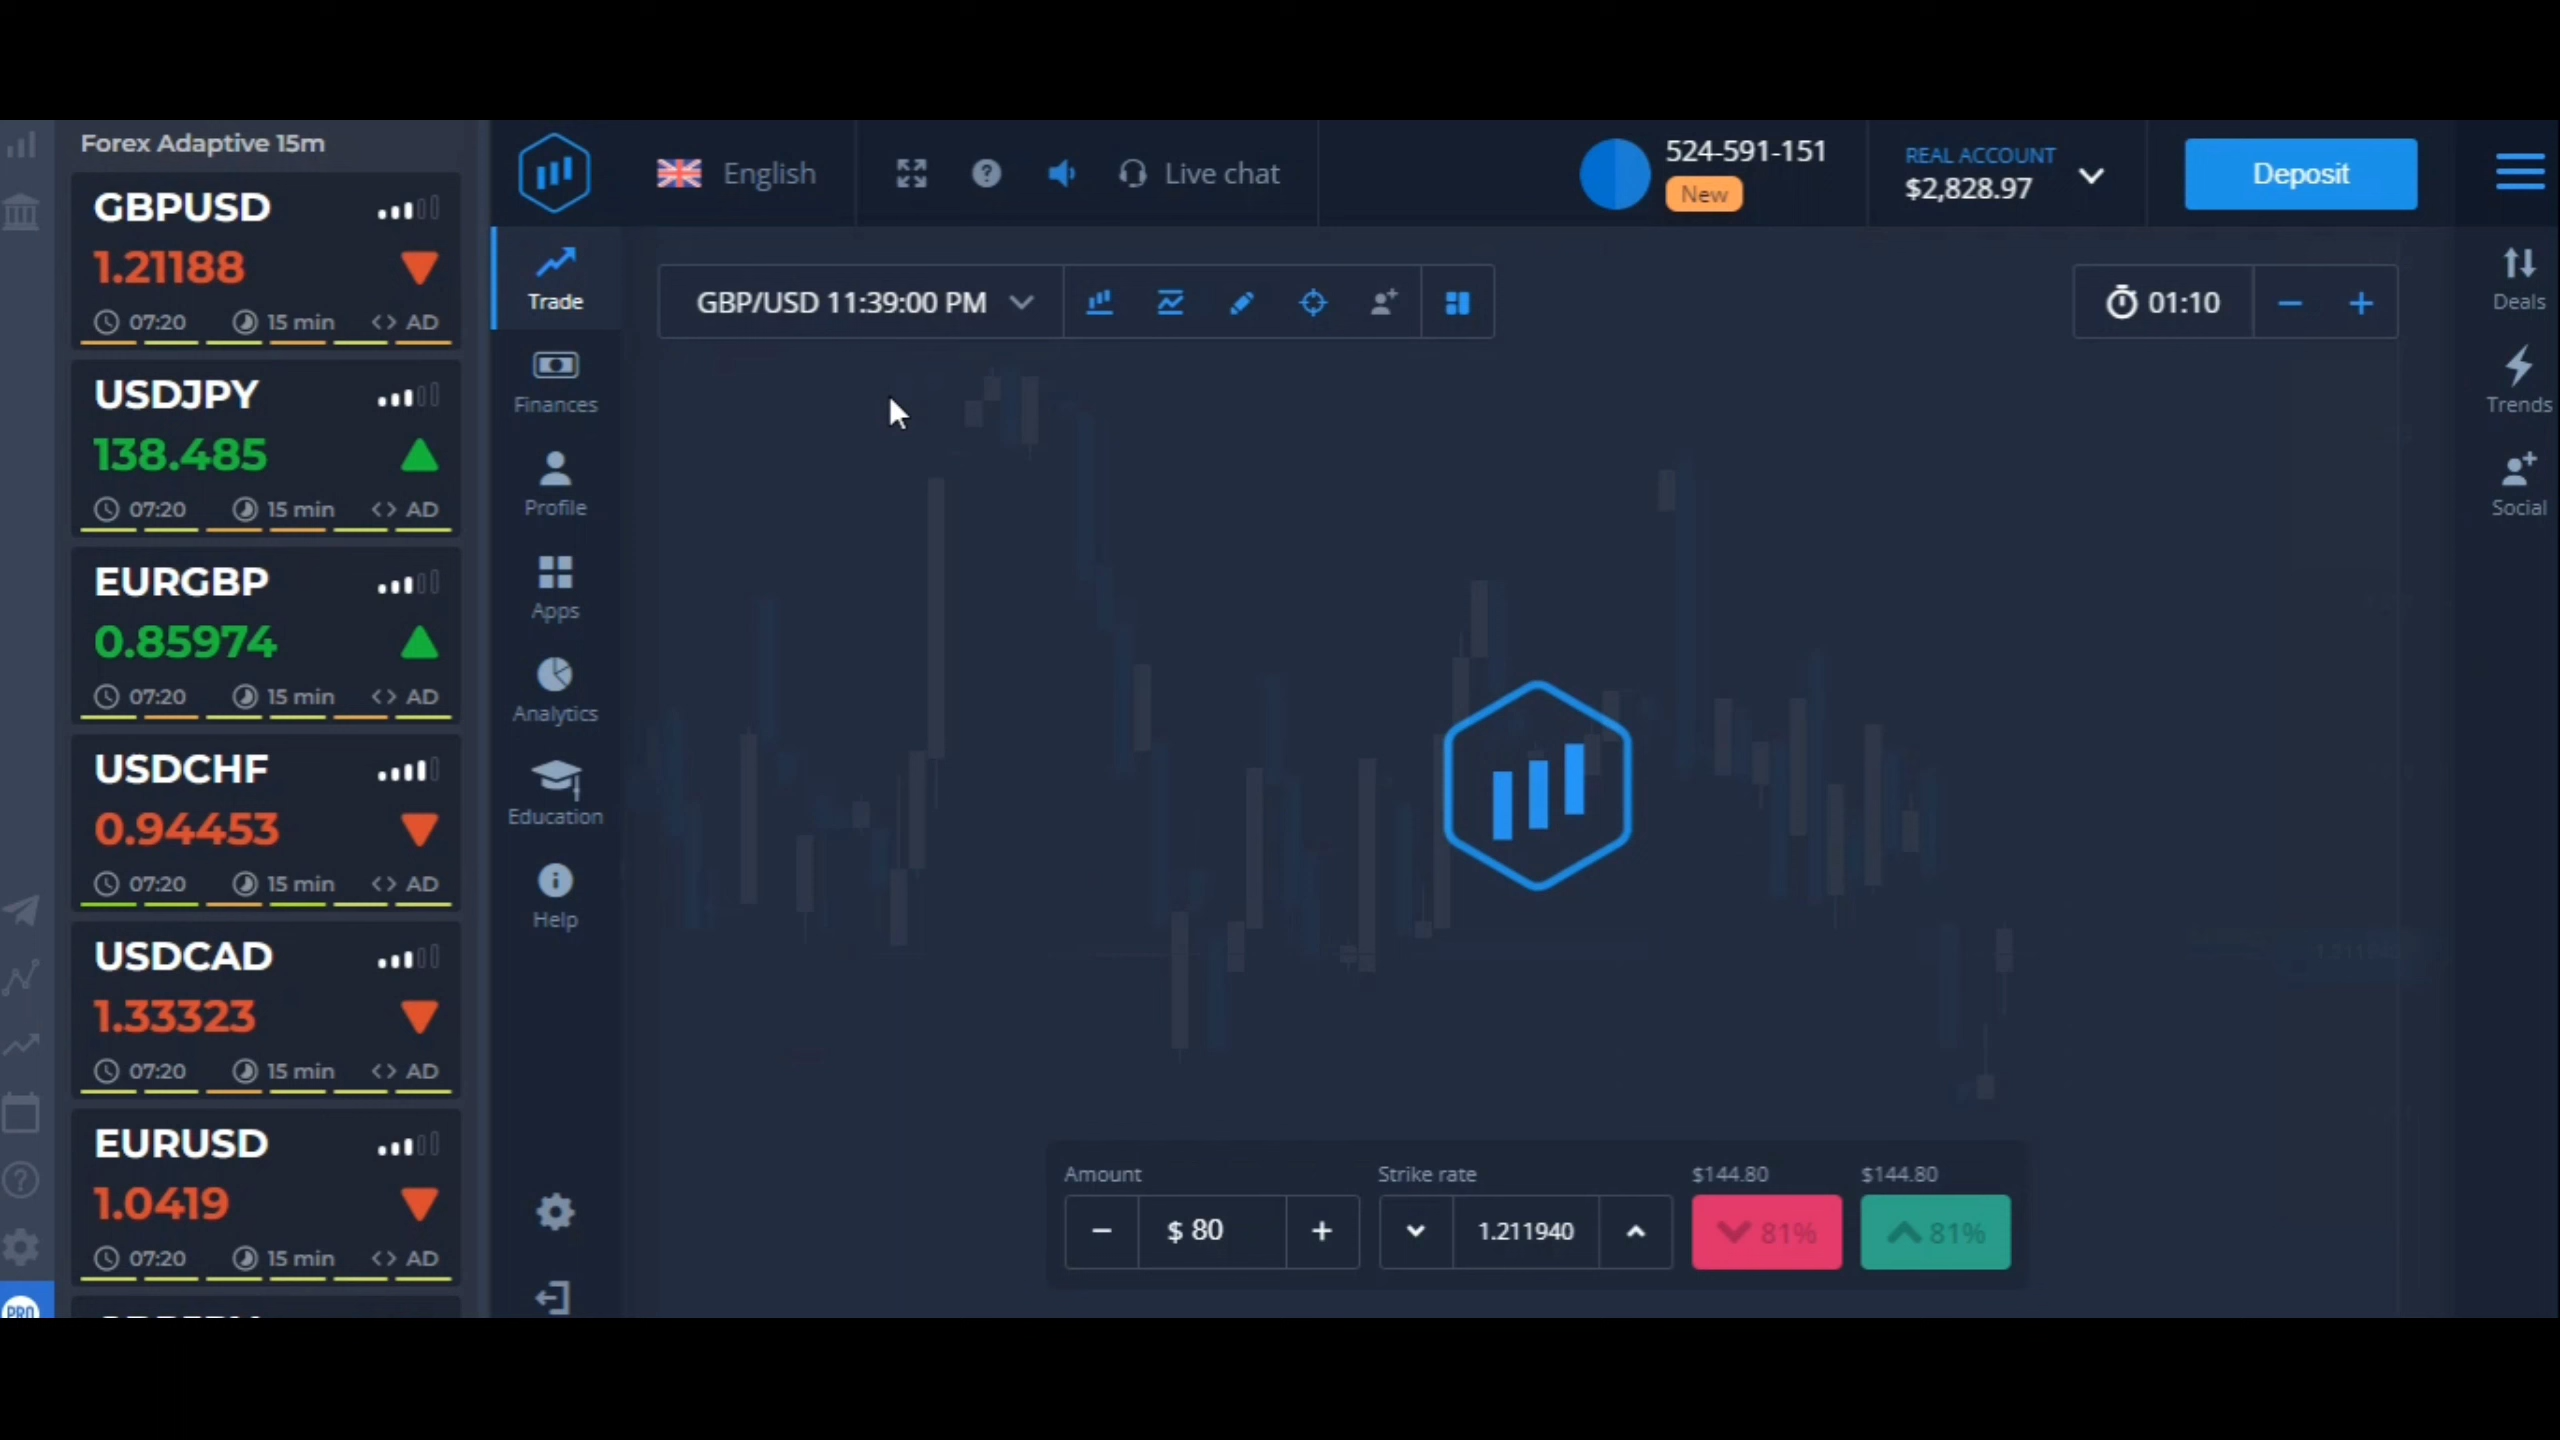 Forex Adaptive 15m
GBPUSD
1.21188
07:20 15 min <> AD
USDJPY
138.485
07:20 15 min <> AD
EURGBP
0.85974
07:20 15 min <> AD
USDCHF
0.94453
07:20 15 min <> AD
USDCAD
1.33323
07:20 15 min <> AD
EURUSD
1.0419
07:20 15 min <> AD
PRO
English
Live chat
524-591-151
New
REAL ACCOUNT
$2,828.97
Deposit
Trade
Finances
Profile
Apps
Analytics
Education
Help
GBP/USD 11:39:00 PM
01:10
Deals
Trends
Social
Amount
$ 80
Strike rate
1.211940
$144.80
81%
$144.80
81%